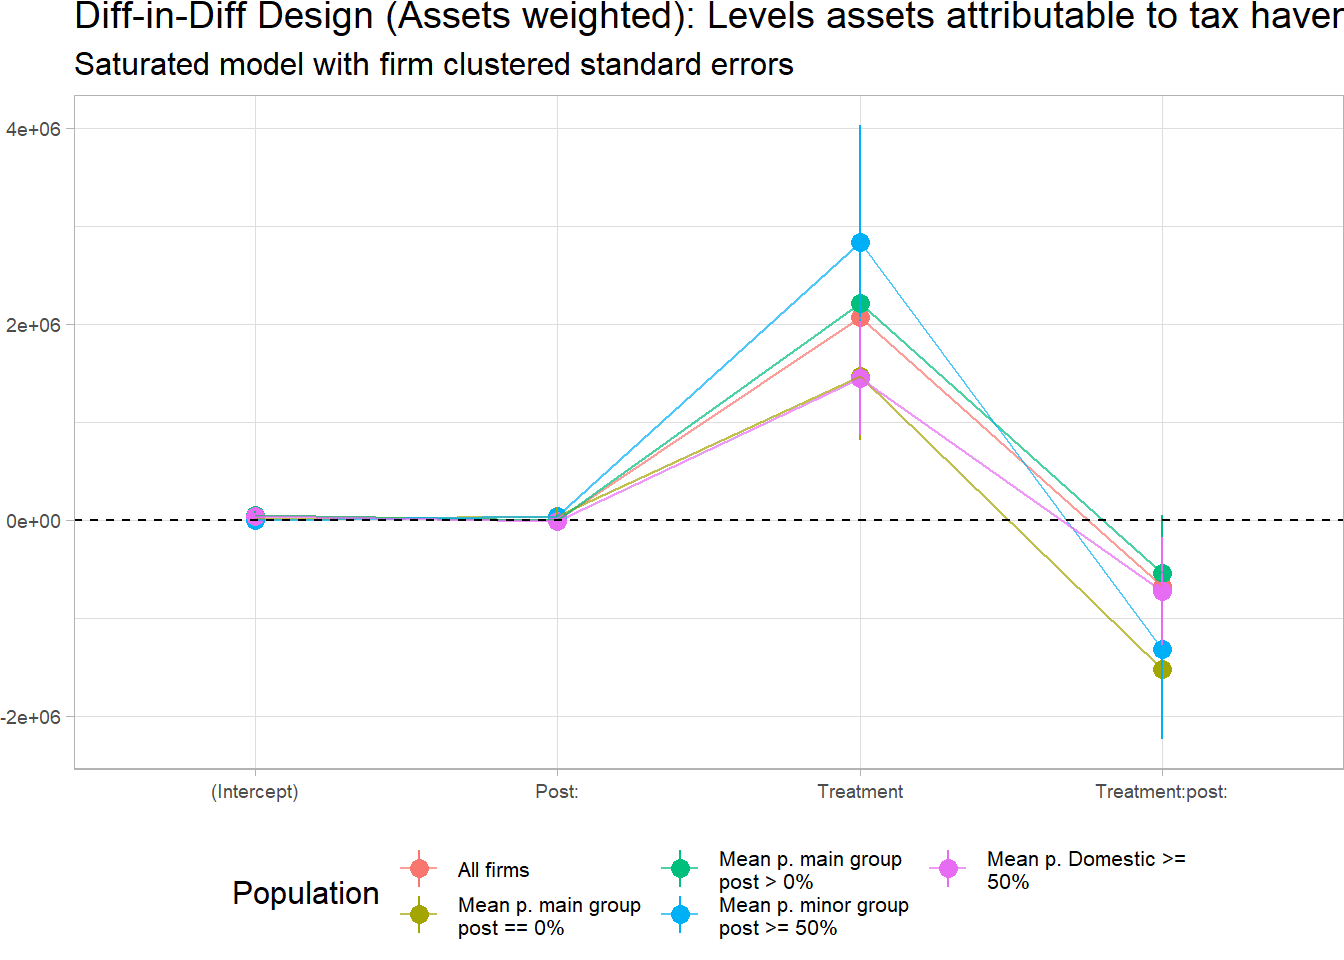 Diff-in-Diff Design (Assets weighted): Levels assets attributable to tax haver
Saturated model with firm clustered standard errors
4e+06
2e+06
0e+00
-2e+06
(Intercept)
Post:
Treatment
Treatment:post:
Population
All firms
Mean p. main group
post == 0%
Mean p. main group
post > 0%
Mean p. minor group
post >= 50%
Mean p. Domestic >=
50%